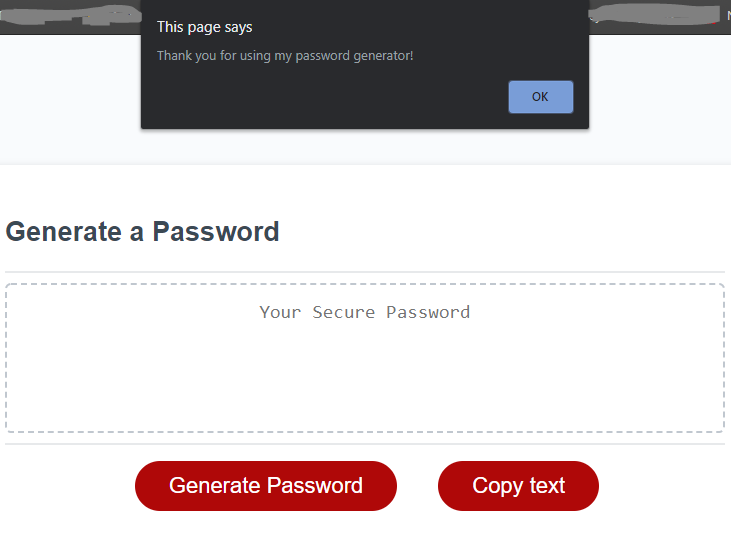 This page says
Thank you for using my password generator!
OK
Generate a Password
Your Secure Password
Generate Password
Copy text